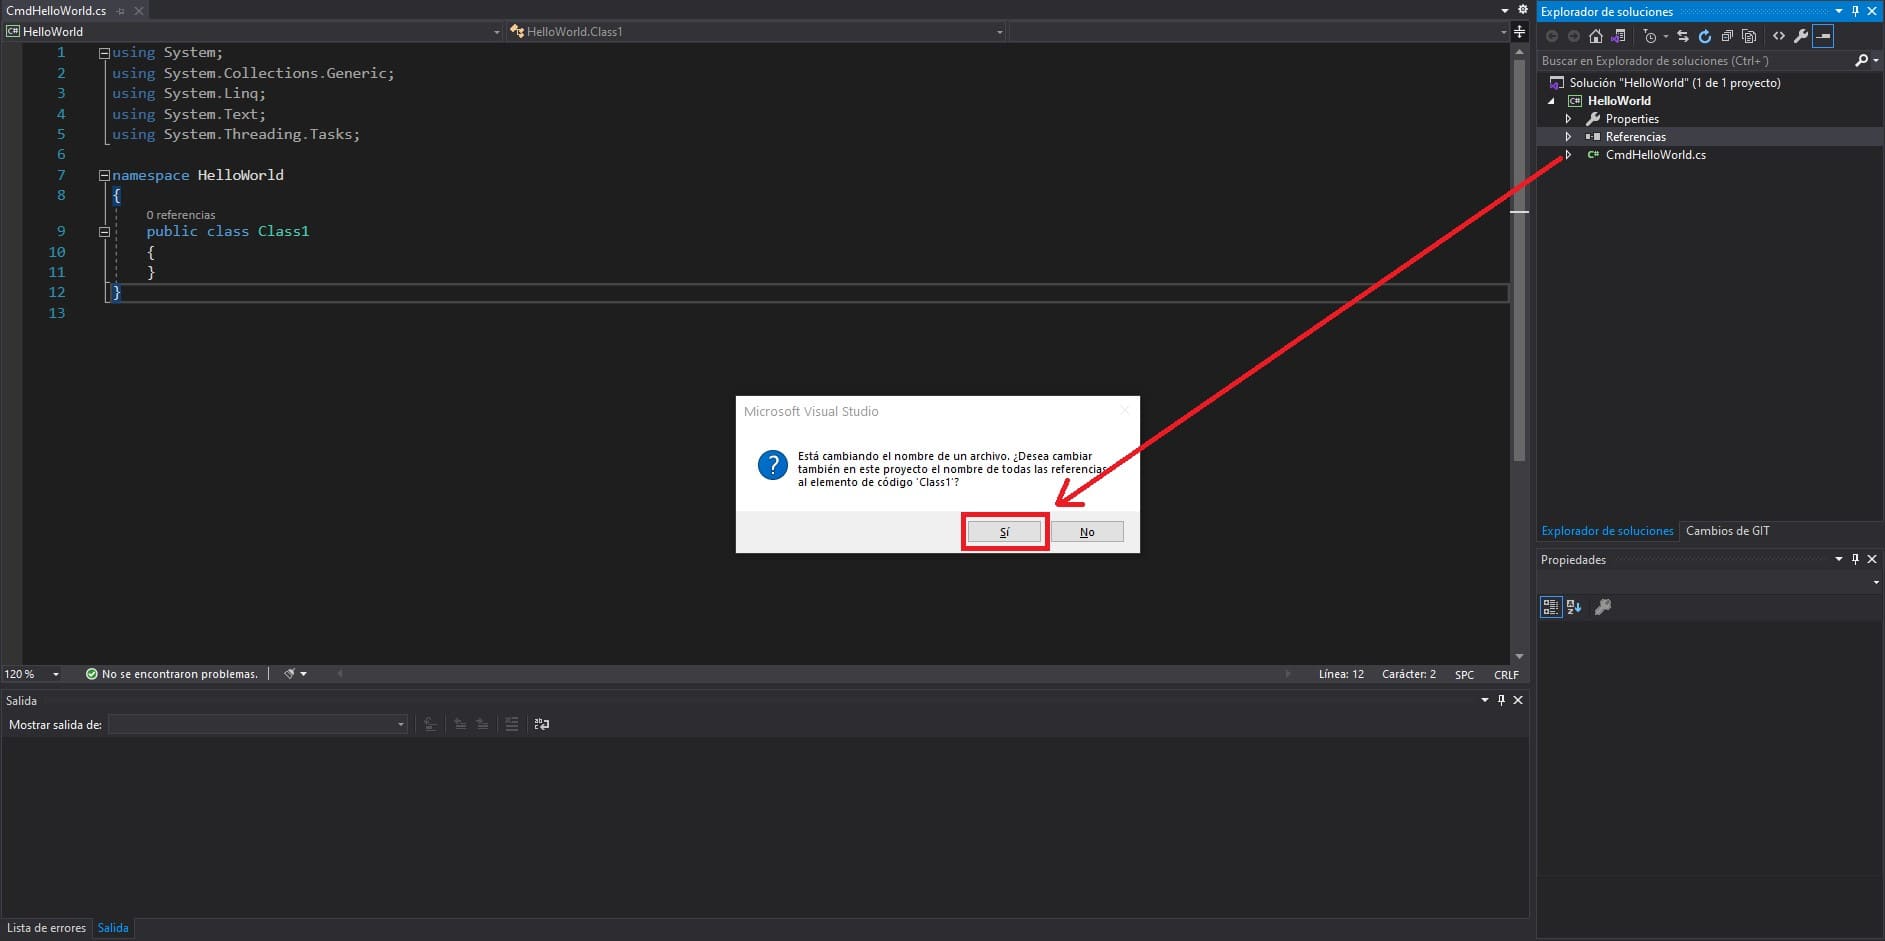 CmdHelloWorld.cs
HelloWorld
HelloWorld.Class1
1 using System;
2 using System.Collections.Generic;
3 using System.Linq;
4 using System.Text;
5 using System.Threading.Tasks;
6
7 namespace HelloWorld
8 {
0 referencias
9 public class Class1
10 {
11 }
12 }
13
Microsoft Visual Studio
Está cambiando el nombre de un archivo. ¿Desea cambiar
también en este proyecto el nombre de todas las referencias
al elemento de código 'Class1'?
Sí
No
120 %
No se encontraron problemas.
Línea: 12
Carácter: 2
SPC
CRLF
Salida
Mostrar salida de:
Lista de errores
Salida
Explorador de soluciones
Buscar en Explorador de soluciones (Ctrl+´)
Solución "HelloWorld" (1 de 1 proyecto)
HelloWorld
Properties
Referencias
C# CmdHelloWorld.cs
Explorador de soluciones
Cambios de GIT
Propiedades